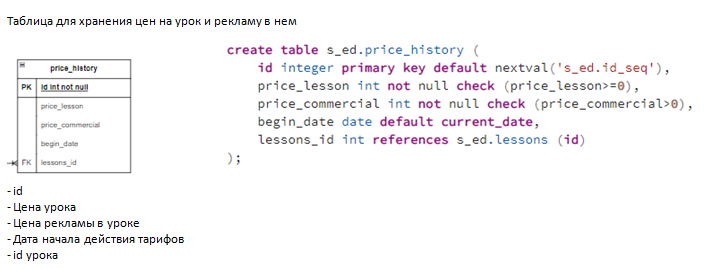 Таблица для хранения цен на урок и рекламу в нем
price_history
PK id int not null
price_lesson
price_commercial
begin_date
FK lessons_id
create table s_ed.price_history (
id integer primary key default nextval('s_ed.id_seq'),
price_lesson int not null check (price_lesson>=0),
price_commercial int not null check (price_commercial>0),
begin_date date default current_date,
lessons_id int references s_ed.lessons (id)
);
- id
- Цена урока
- Цена рекламы в уроке
- Дата начала действия тарифов
- id урока